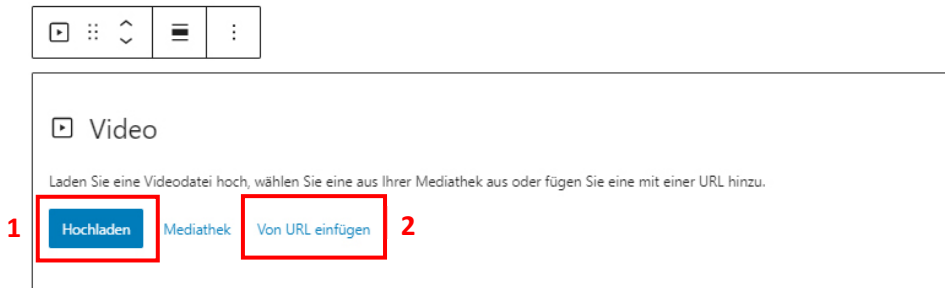 Video
Laden Sie eine Videodatei hoch, wählen Sie eine aus Ihrer Mediathek aus oder fügen Sie eine mit einer URL hinzu.
1 Hochladen Mediathek Von URL einfügen 2